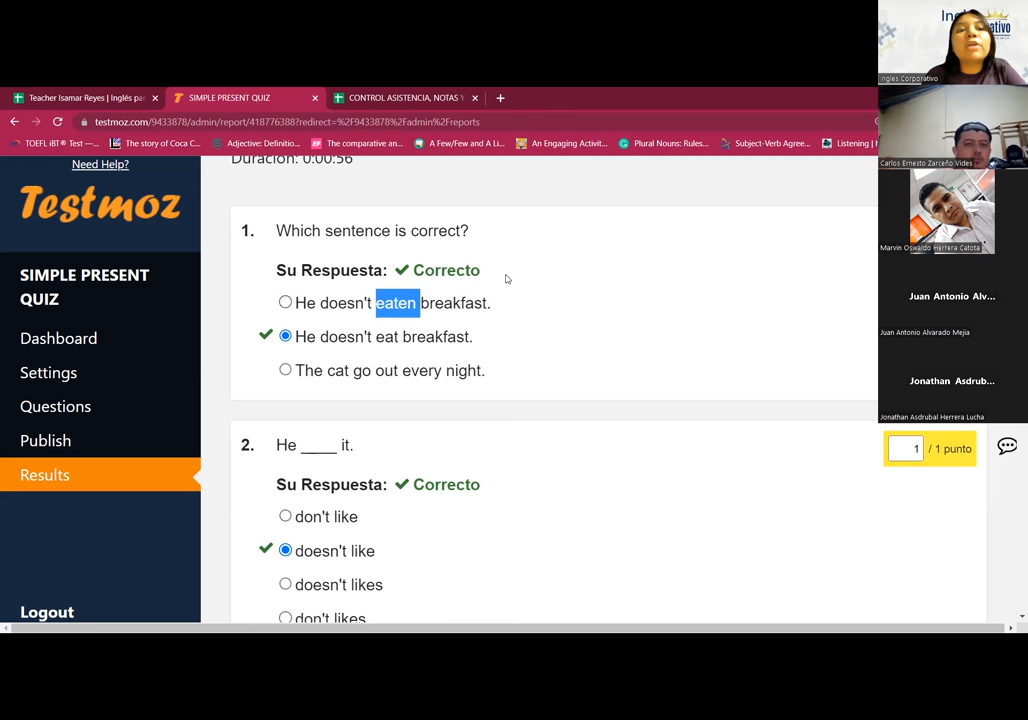 Teacher Isamar Reyes | Inglés par
SIMPLE PRESENT QUIZ
CONTROL ASISTENCIA, NOTAS Y
testmoz.com/9433878/admin/report/41877638‌8?redirect=%2F9433878%2Fadmin%2Freports
TOEFL iBT® Test —...
The story of Coca C...
Adjective: Definitio...
The comparative an...
A Few/Few and A Li...
An Engaging Activit...
Plural Nouns: Rules...
Subject-Verb Agree...
Listening |
Need Help?
Testmoz
SIMPLE PRESENT
QUIZ
Dashboard
Settings
Questions
Publish
Results
Logout
Duración: 0:00:56
1. Which sentence is correct?
Su Respuesta: ✔ Correcto
He doesn't eaten breakfast.
He doesn't eat breakfast.
The cat go out every night.
2. He ____ it.
Su Respuesta: ✔ Correcto
don't like
doesn't like
doesn't likes
don't likes
1 / 1 punto
Ingles Corporativo
Carlos Ernesto Zarceño Vides
Marvin Oswaldo Herrera Catota
Juan Antonio Alv...
Juan Antonio Alvarado Mejia
Jonathan Asdrub...
Jonathan Asdrubal Herrera Lucha